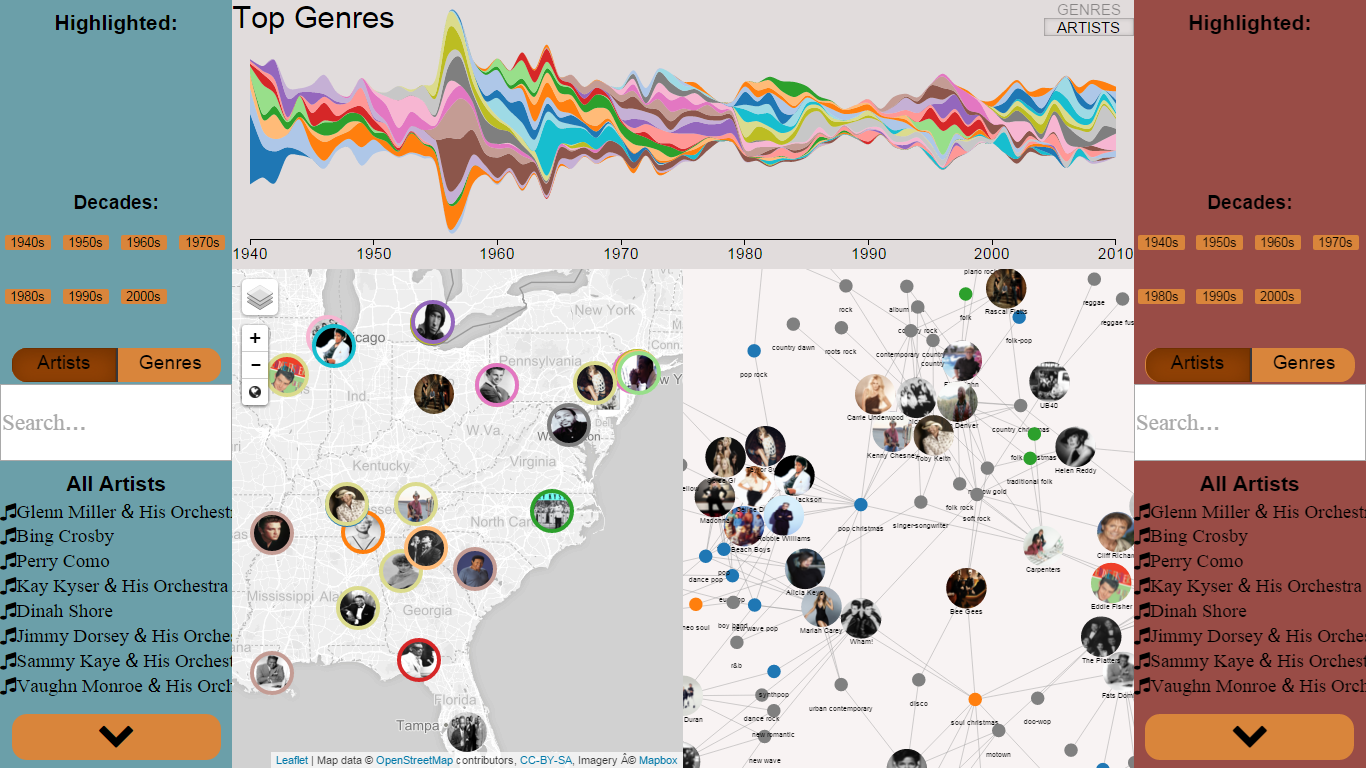 Highlighted:
Decades:
1940s 1950s 1960s 1970s
1980s 1990s 2000s
Artists Genres
Search...
All Artists
Glenn Miller & His Orchest
Bing Crosby
Perry Como
Kay Kyser & His Orchestra
Dinah Shore
Jimmy Dorsey & His Orche
Sammy Kaye & His Orchest
Vaughn Monroe & His Orch
Top Genres
GENRES
ARTISTS
1940 1950 1960 1970 1980 1990 2000 2010
+
−
New York
icago
Conn.
Pennsylvania
w Y
Ind.
Del
W.Va.
Virginia
Kentucky
North Car
Mississippi Ala
Georgia
Florida
Tampa
Leaflet | Map data © OpenStreetMap contributors, CC-BY-SA, Imagery Â© Mapbox
piano roc
reggae
rock
album
folk
Rascal Flatts
reggae fus
country dawn
roots rock
folk-pop
contemporary country
country
pop rock
Carrie Underwood
UB40
Denver
Kenny Chesney
Toby Keith
country christmas
Helen Reddy
traditional folk
mellow gold
Jackson
Madonna
folk rock
soft rock
pop christmas
singer-songwriter
Robbie Williams
Beach Boys
Cliff Richar
Carpenters
dance pop
Alicia Keys
Bee Gees
Eddie Fisher
neo soul
boy band
new wave pop
Mariah Carey
Wham!
The Platters
r&b
Fats Dom
synthpop
urban contemporary
disco
Duran
dance rock
soul christmas
doo-wop
new romantic
motown
new wave
Highlighted:
Decades:
1940s 1950s 1960s 1970s
1980s 1990s 2000s
Artists Genres
Search...
All Artists
Glenn Miller & His Orchest
Bing Crosby
Perry Como
Kay Kyser & His Orchestra
Dinah Shore
Jimmy Dorsey & His Orche
Sammy Kaye & His Orchest
Vaughn Monroe & His Orch